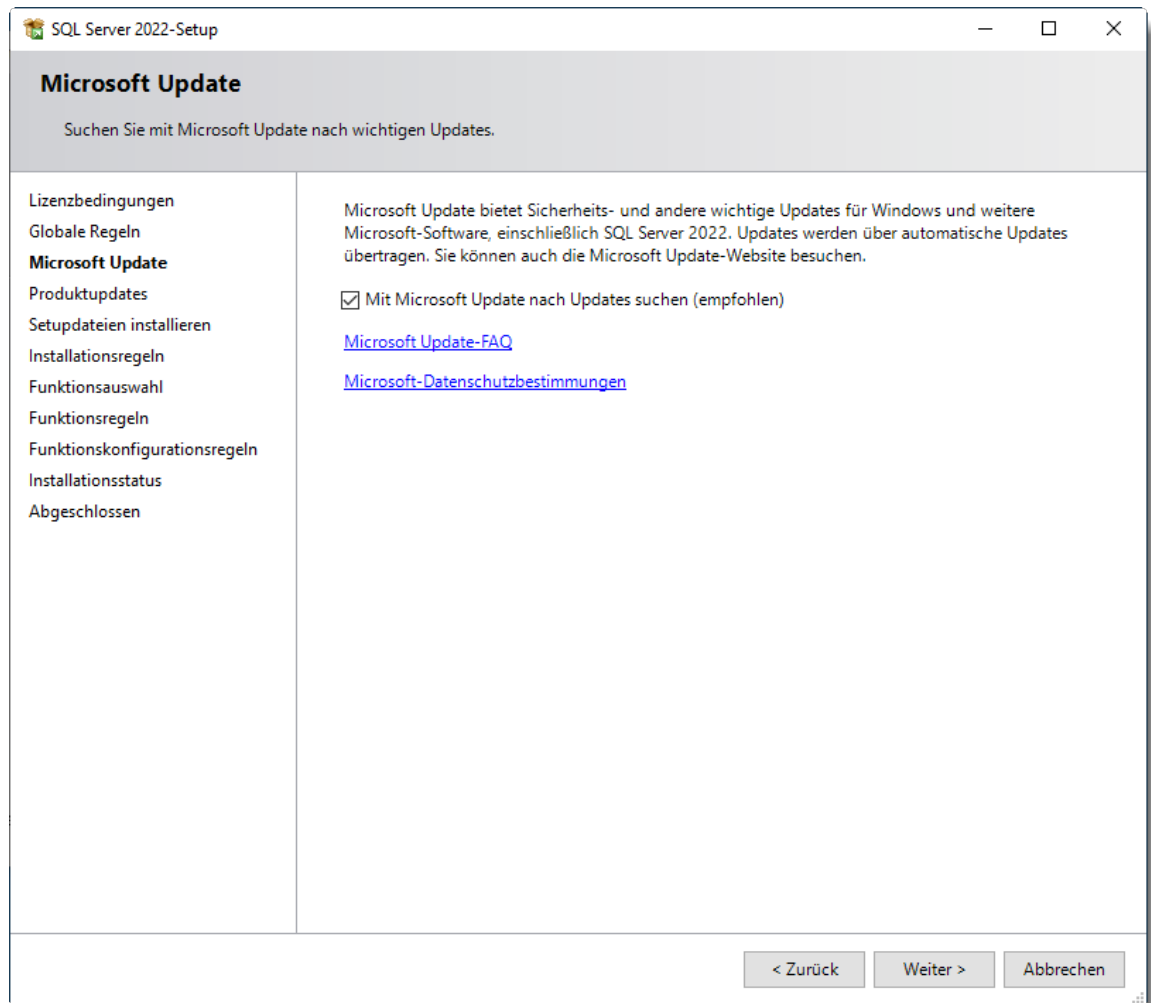 SQL Server 2022-Setup
Microsoft Update
Suchen Sie mit Microsoft Update nach wichtigen Updates.
Lizenzbedingungen
Globale Regeln
Microsoft Update
Produktupdates
Setupdateien installieren
Installationsregeln
Funktionsauswahl
Funktionsregeln
Funktionskonfigurationsregeln
Installationsstatus
Abgeschlossen
Microsoft Update bietet Sicherheits- und andere wichtige Updates für Windows und weitere
Microsoft-Software, einschließlich SQL Server 2022. Updates werden über automatische Updates
übertragen. Sie können auch die Microsoft Update-Website besuchen.
Mit Microsoft Update nach Updates suchen (empfohlen)
Microsoft Update-FAQ
Microsoft-Datenschutzbestimmungen
< Zurück
Weiter >
Abbrechen